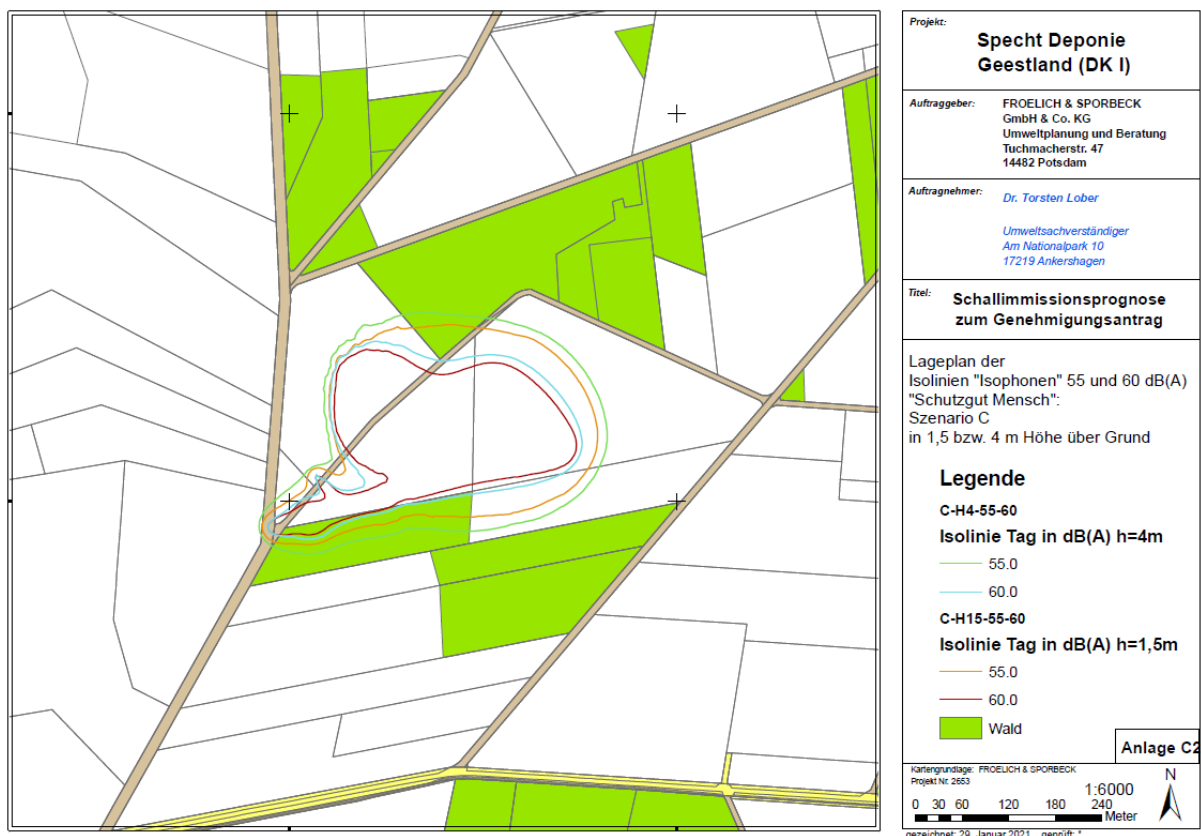 Projekt:
Specht Deponie
Geestland (DK I)
Auftraggeber:
FROELICH & SPORBECK
GmbH & Co. KG
Umweltplanung und Beratung
Tuchmacherstr. 47
14482 Potsdam
Auftragnehmer:
Dr. Torsten Lober
Umweltsachverständiger
Am Nationalpark 10
17219 Ankershagen
Titel:
Schallimmissionsprognose
zum Genehmigungsantrag
Lageplan der
Isolinien "Isophonen" 55 und 60 dB(A)
"Schutzgut Mensch":
Szenario C
in 1,5 bzw. 4 m Höhe über Grund
Legende
C-H4-55-60
Isolinie Tag in dB(A) h=4m
55.0
60.0
C-H15-55-60
Isolinie Tag in dB(A) h=1,5m
55.0
60.0
Wald
Anlage C2
Kartengrundlage: FROELICH & SPORBECK
Projekt Nr. 2653
1:6000
N
0 30 60 120 180 240
Meter
gezeichnet: 29. Januar 2021 geprüft: *